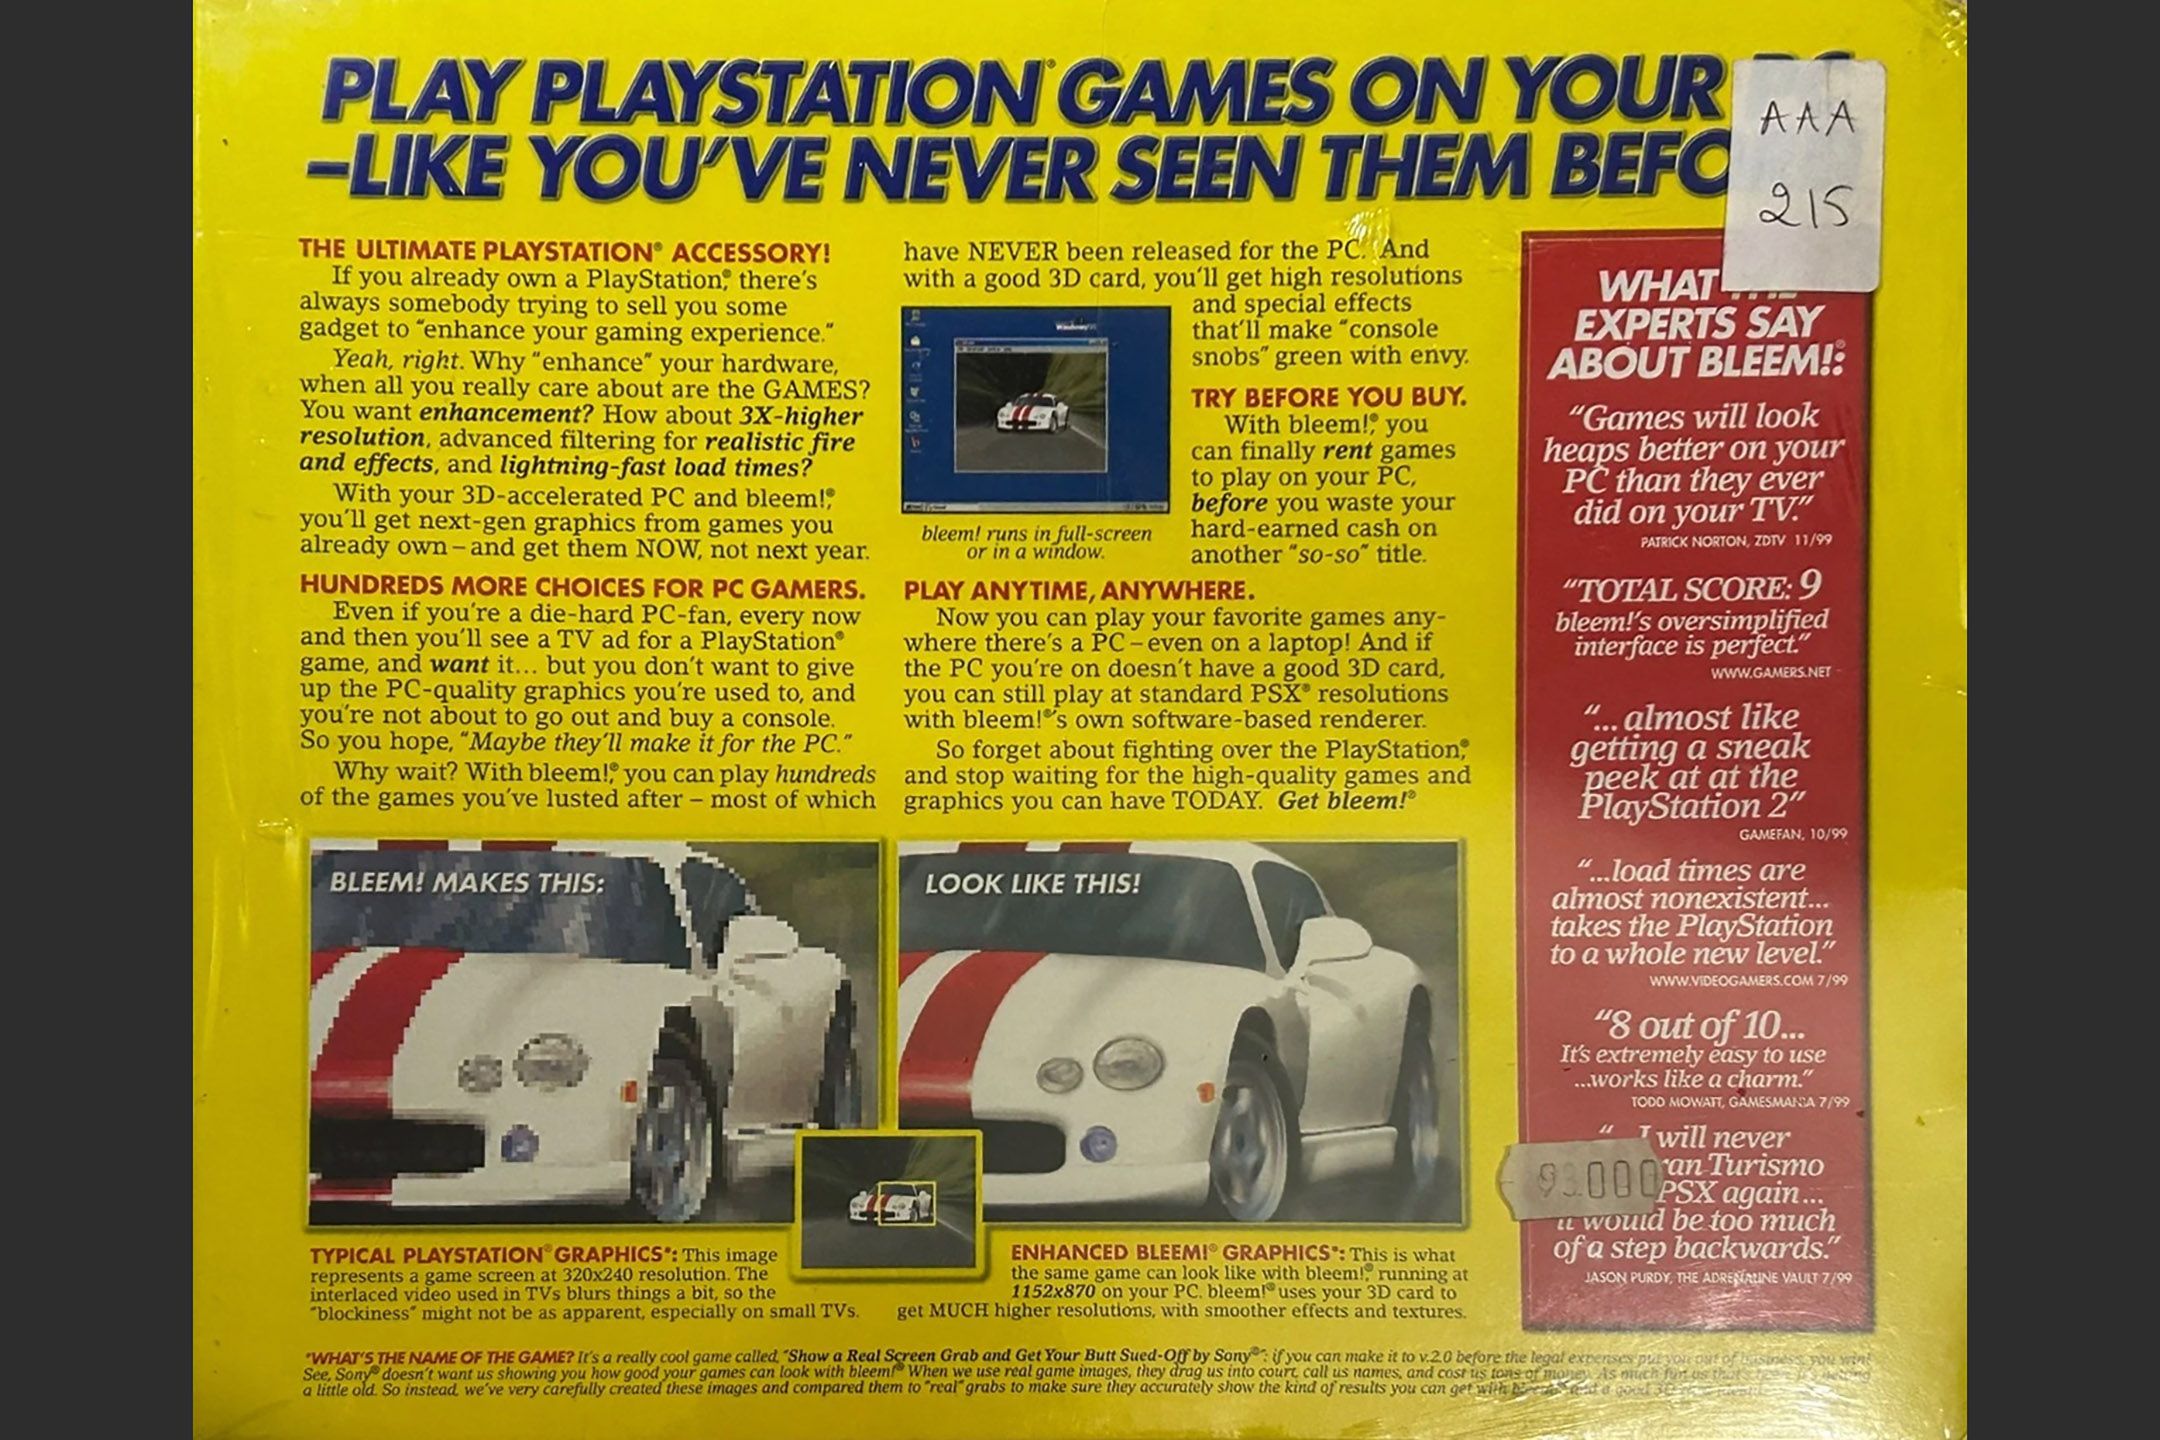 PLAY PLAYSTATION® GAMES ON YOUR
–LIKE YOU'VE NEVER SEEN THEM
AAA
215
THE ULTIMATE PLAYSTATION® ACCESSORY!
If you already own a PlayStation,® there's
always somebody trying to sell you some
gadget to "enhance your gaming experience."
Yeah, right. Why "enhance" your hardware,
when all you really care about are the GAMES?
You want enhancement? How about 3X-higher
resolution, advanced filtering for realistic fire
and effects, and lightning-fast load times?
With your 3D-accelerated PC and bleem!,®
you'll get next-gen graphics from games you
already own – and get them NOW, not next year.
HUNDREDS MORE CHOICES FOR PC GAMERS.
Even if you're a die-hard PC-fan, every now
and then you'll see a TV ad for a PlayStation®
game, and want it... but you don't want to give
up the PC-quality graphics you're used to, and
you're not about to go out and buy a console.
So you hope, "Maybe they'll make it for the PC."
Why wait? With bleem!,® you can play hundreds
of the games you've lusted after – most of which
have NEVER been released for the PC. And
with a good 3D card, you'll get high resolutions
and special effects
that'll make "console
snobs" green with envy.
bleem! runs in full-screen
or in a window.
TRY BEFORE YOU BUY.
With bleem!,® you
can finally rent games
to play on your PC,
before you waste your
hard-earned cash on
another "so-so" title.
PLAY ANYTIME, ANYWHERE.
Now you can play your favorite games any-
where there's a PC – even on a laptop! And if
the PC you're on doesn't have a good 3D card,
you can still play at standard PSX® resolutions
with bleem!®'s own software-based renderer.
So forget about fighting over the PlayStation,®
and stop waiting for the high-quality games and
graphics you can have TODAY. Get bleem!®
WHAT
EXPERTS SAY
ABOUT BLEEM!®:
"Games will look
heaps better on your
PC than they ever
did on your TV."
PATRICK NORTON, ZDTV 11/99
"TOTAL SCORE: 9
bleem!'s oversimplified
interface is perfect."
WWW.GAMERS.NET
"...almost like
getting a sneak
peek at at the
PlayStation 2"
GAMEFAN, 10/99
"...load times are
almost nonexistent...
takes the PlayStation
to a whole new level."
WWW.VIDEOGAMERS.COM 7/99
"8 out of 10...
It's extremely easy to use
...works like a charm."
TODD MOWATT, GAMESMANIA 7/99
"...I will never
Turismo
PSX again...
it would be too much
of a step backwards."
JASON PURDY, THE ADRENALINE VAULT 7/99
BLEEM! MAKES THIS:
LOOK LIKE THIS!
TYPICAL PLAYSTATION® GRAPHICS*: This image
represents a game screen at 320x240 resolution. The
interlaced video used in TVs blurs things a bit, so the
"blockiness" might not be as apparent, especially on small TVs.
ENHANCED BLEEM!® GRAPHICS*: This is what
the same game can look like with bleem!,® running at
1152x870 on your PC. bleem!® uses your 3D card to
get MUCH higher resolutions, with smoother effects and textures.
*WHAT'S THE NAME OF THE GAME? It's a really cool game called, "Show a Real Screen Grab and Get Your Butt Sued-Off by Sony®": if you can make it to v.2.0 before the legal expenses put you out of business, you win!
See, Sony® doesn't want us showing you how good your games can look with bleem!® When we use real game images, they drag us into court, call us names, and cost us tons of money. As much fun as that's been, it's getting
a little old. So instead, we've very carefully created these images and compared them to "real" grabs to make sure they accurately show the kind of results you can get with bleem!® and a good 3D